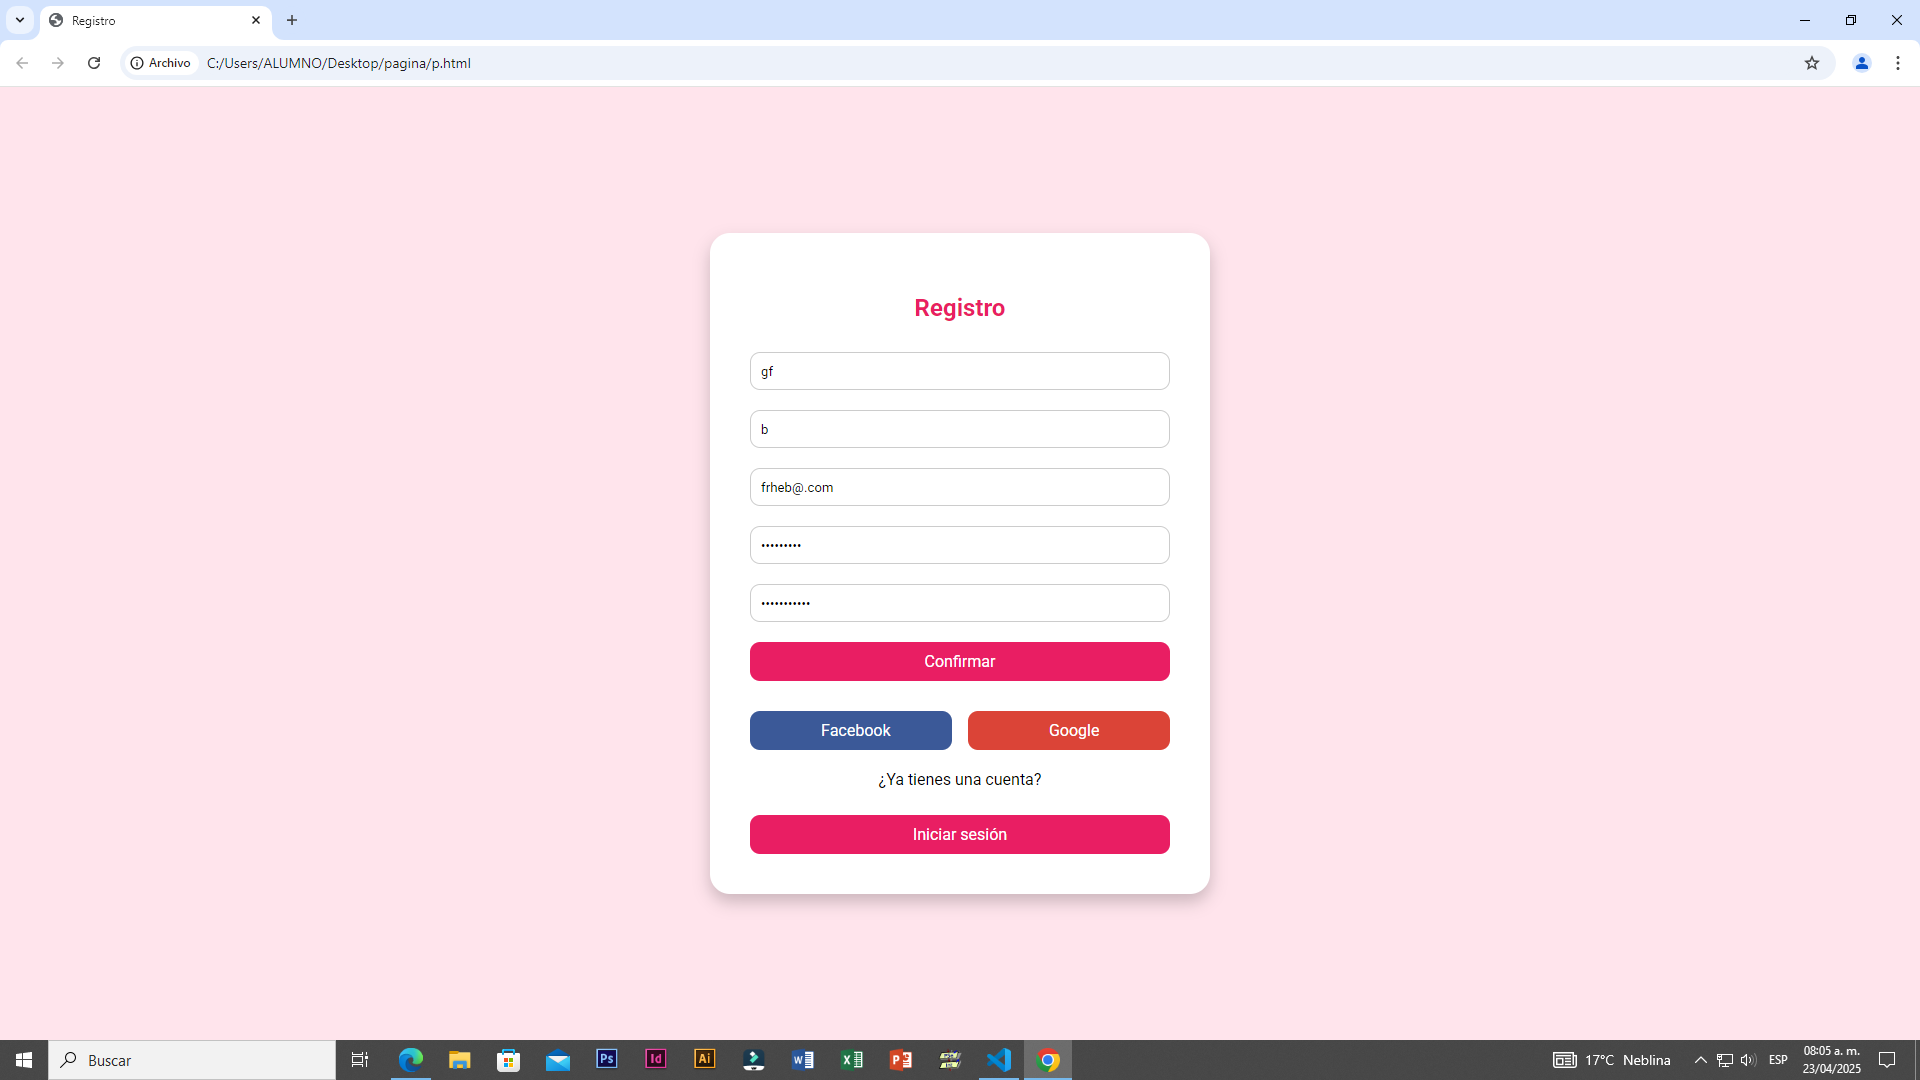 Registro
Archivo
C:/Users/ALUMNO/Desktop/pagina/p.html
Registro
gf
b
frheb@.com
•••••••••
•••••••••••
Confirmar
Facebook Google
¿Ya tienes una cuenta?
Iniciar sesión
Buscar
Ps
Id
Ai
17°C Neblina
ESP
08:05 a. m.
23/04/2025